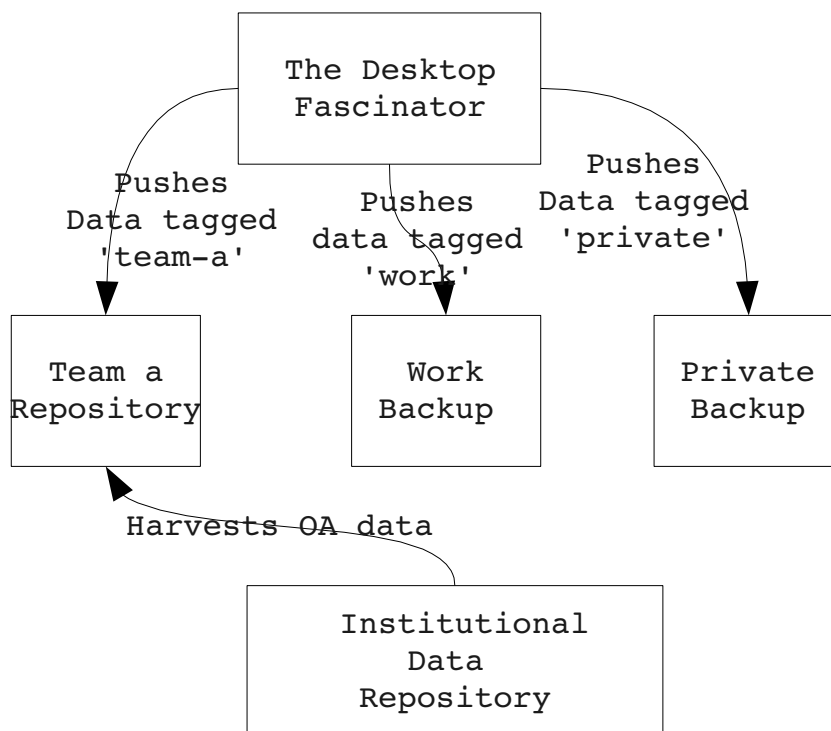 The Desktop
Fascinator
Pushes
Data tagged
'team-a'
Pushes
data tagged
'work'
Pushes
Data tagged
'private'
Team a
Repository
Work
Backup
Private
Backup
Harvests OA data
Institutional
Data
Repository